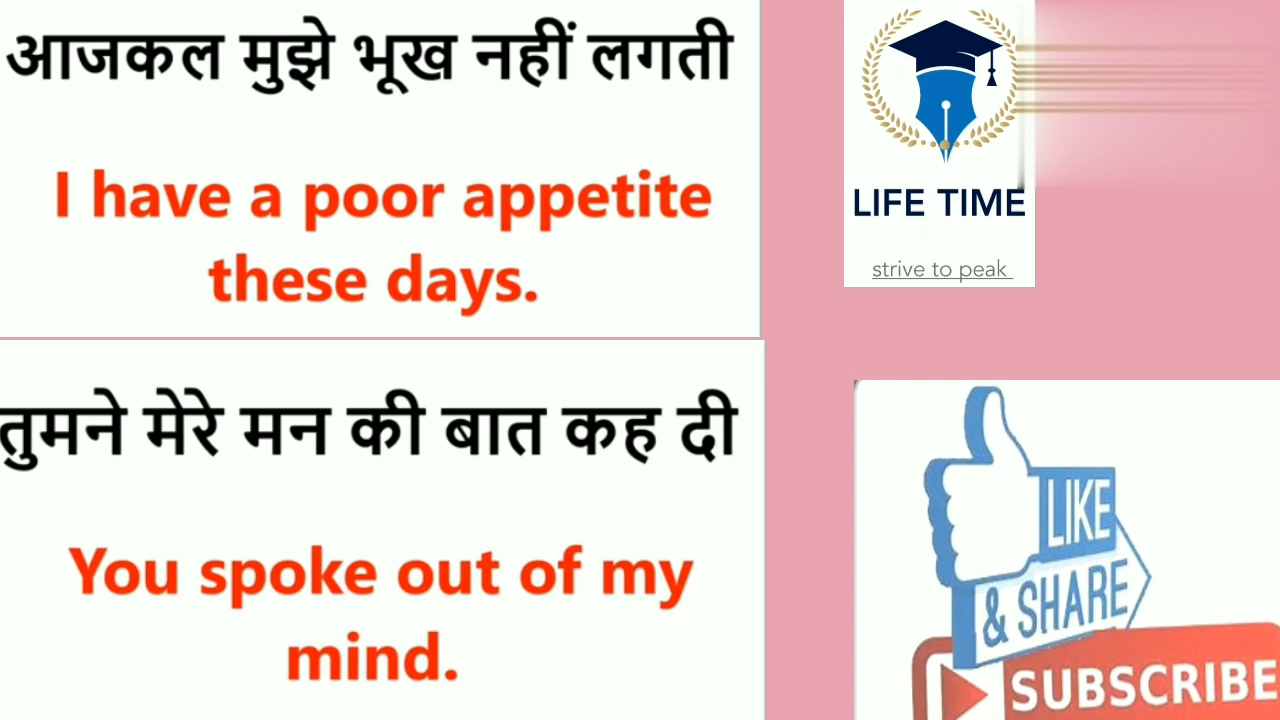 आजकल मुझे भूख नहीं लगती
I have a poor appetite
these days.
तुमने मेरे मन की बात कह दी
You spoke out of my
mind.
LIFE TIME
strive to peak
LIKE
& SHARE
SUBSCRIBE